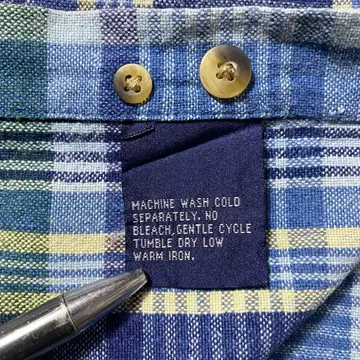 MACHINE WASH COLD
SEPARATELY. NO
BLEACH,GENTLE CYCLE
TUMBLE DRY LOW
WARM IRON.